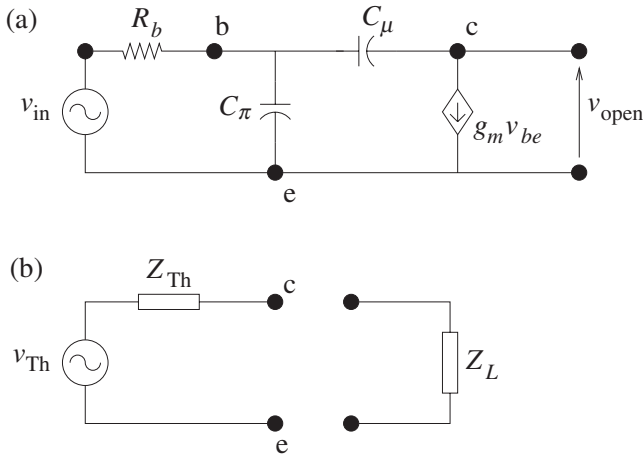 (a)
R_b
b
C_μ
c
v_in
C_π
g_m v_be
v_open
e
(b)
Z_Th
c
v_Th
Z_L
e